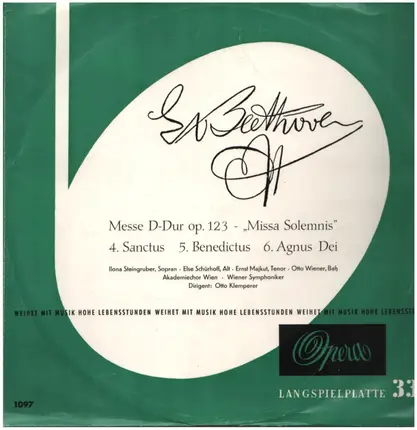 L v Beethoven
Messe D-Dur op. 123 - „Missa Solemnis"
4. Sanctus 5. Benedictus 6. Agnus Dei
Ilona Steingruber, Sopran - Else Schürhoff, Alt - Ernst Majkut, Tenor - Otto Wiener, Baß
Akademiechor Wien - Wiener Symphoniker
Dirigent: Otto Klemperer
WEIHET MIT MUSIK HOHE LEBENSSTUNDEN WEIHET MIT MUSIK HOHE LEBENSSTUNDEN WEIHET MIT MUSIK HOHE LEBENSST
Opera
LANGSPIELPLATTE 33
1097